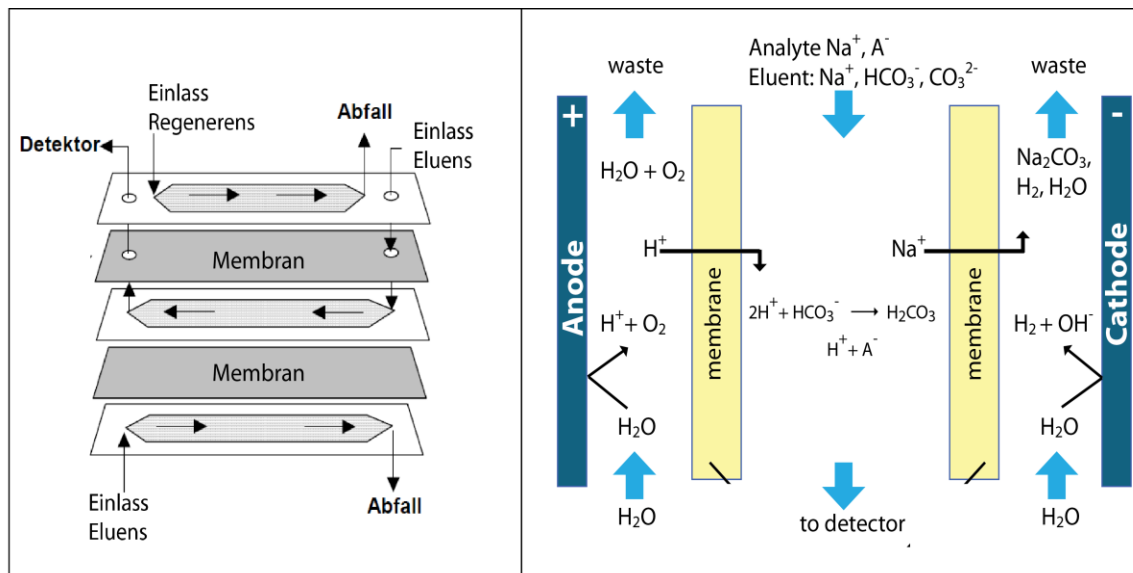 Einlass
Regenerens
Abfall
Detektor
Einlass
Eluens
Membran
Membran
Einlass
Eluens
Abfall
Analyte Na⁺, A⁻
Eluent: Na⁺, HCO₃⁻, CO₃²⁻
waste
waste
+
-
H₂O + O₂
Na₂CO₃,
H₂, H₂O
H⁺
Na⁺
Anode
membrane
membrane
Cathode
2H⁺ + HCO₃⁻ → H₂CO₃
H⁺ + A⁻
H⁺ + O₂
H₂ + OH⁻
H₂O
H₂O
H₂O
to detector
H₂O